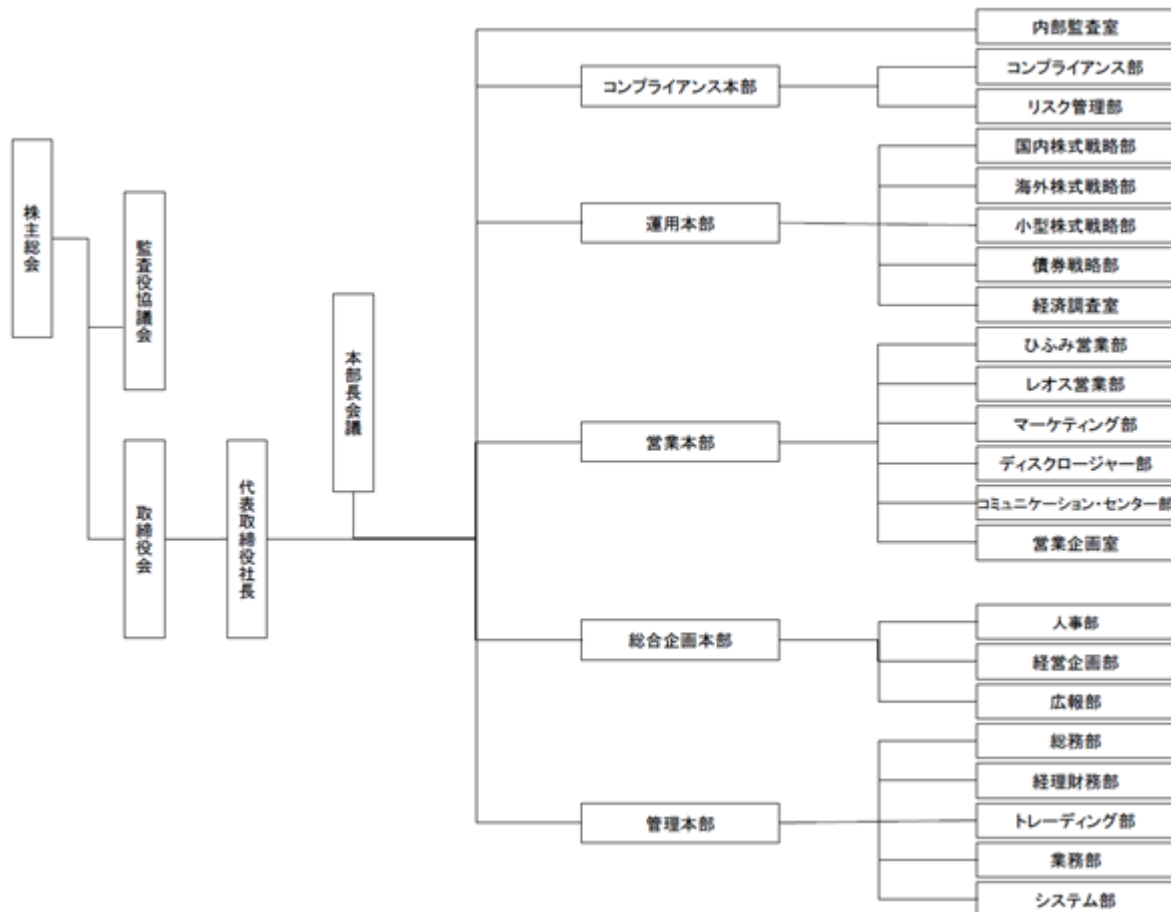 株主総会
監査役協議会
取締役会
代表取締役社長
本部長会議
コンプライアンス本部
運用本部
営業本部
総合企画本部
管理本部
内部監査室
コンプライアンス部
リスク管理部
国内株式戦略部
海外株式戦略部
小型株式戦略部
債券戦略部
経済調査室
ひふみ営業部
レオス営業部
マーケティング部
ディスクロージャー部
コミュニケーション・センター部
営業企画室
人事部
経営企画部
広報部
総務部
経理財務部
トレーディング部
業務部
システム部